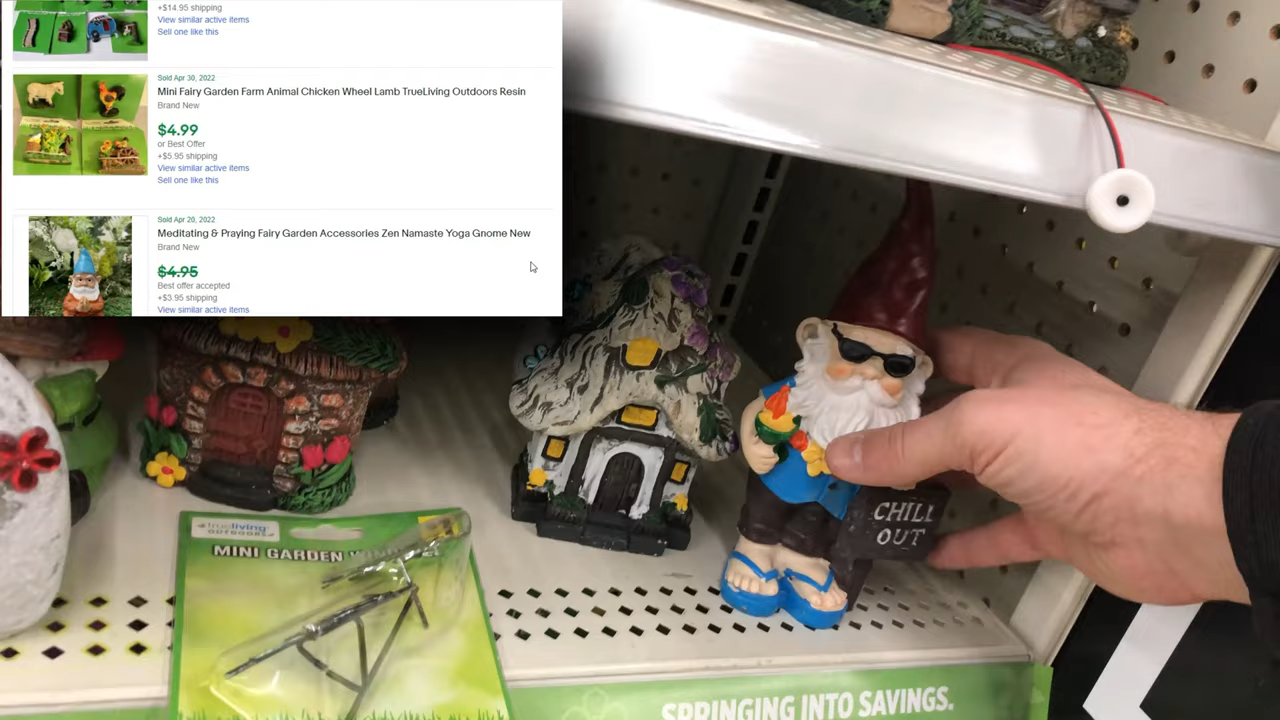 +$14.95 shipping
View similar active items
Sell one like this
Sold Apr 30, 2022
Mini Fairy Garden Farm Animal Chicken Wheel Lamb TrueLiving Outdoors Resin
Brand New
$4.99
or Best Offer
+$5.95 shipping
View similar active items
Sell one like this
Sold Apr 20, 2022
Meditating & Praying Fairy Garden Accessories Zen Namaste Yoga Gnome New
Brand New
$4.95
Best offer accepted
+$3.95 shipping
View similar active items
CHILL
OUT
trueliving
OUTDOORS
MINI GARDEN
SPRINGING INTO SAVINGS.